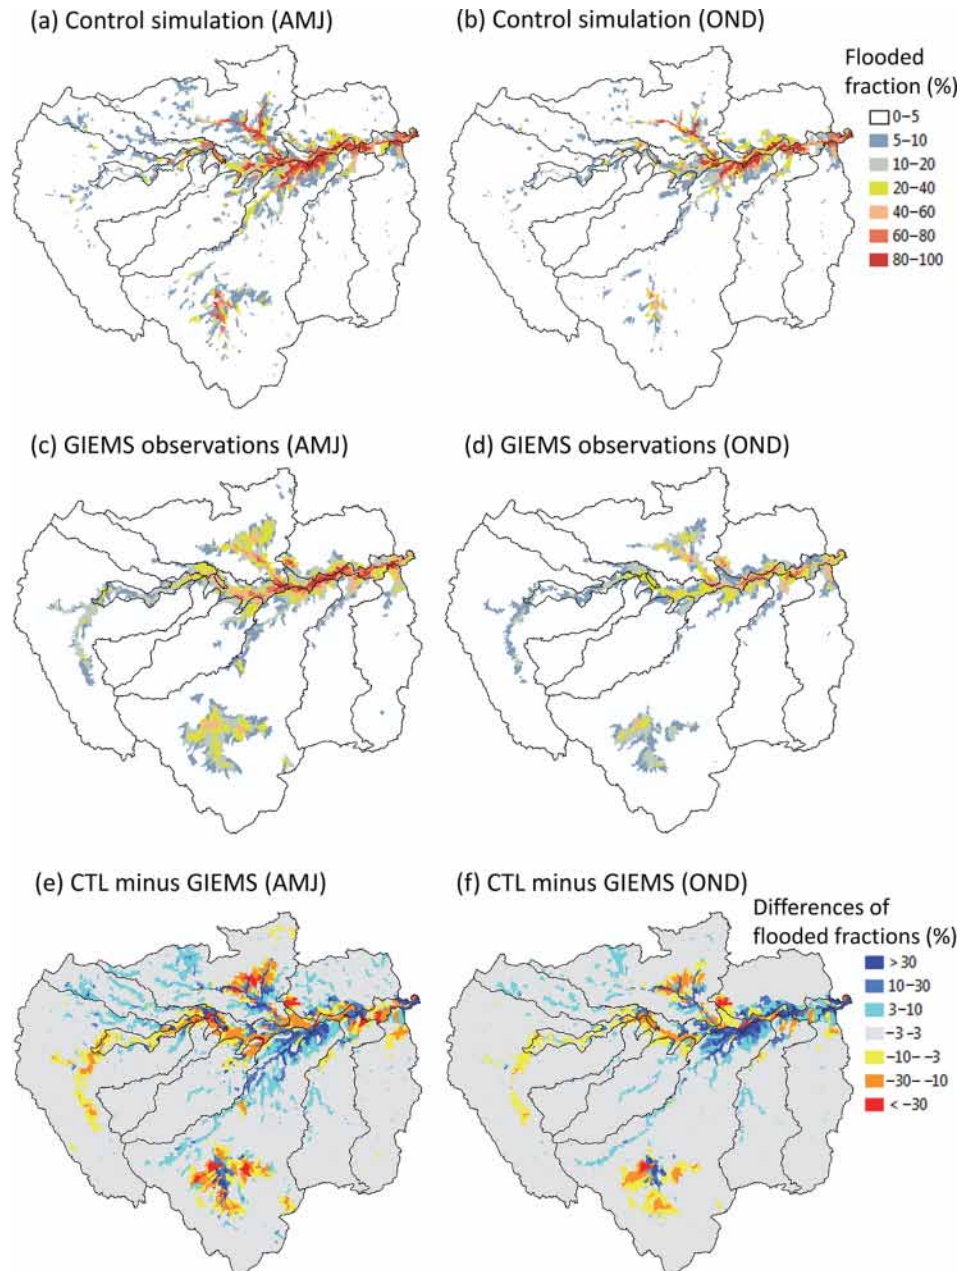 (a) Control simulation (AMJ)
(b) Control simulation (OND)
Flooded
fraction (%)
0–5
5–10
10–20
20–40
40–60
60–80
80–100
(c) GIEMS observations (AMJ)
(d) GIEMS observations (OND)
(e) CTL minus GIEMS (AMJ)
(f) CTL minus GIEMS (OND)
Differences of
flooded fractions (%)
> 30
10–30
3–10
–3 –3
–10– –3
–30– –10
< –30